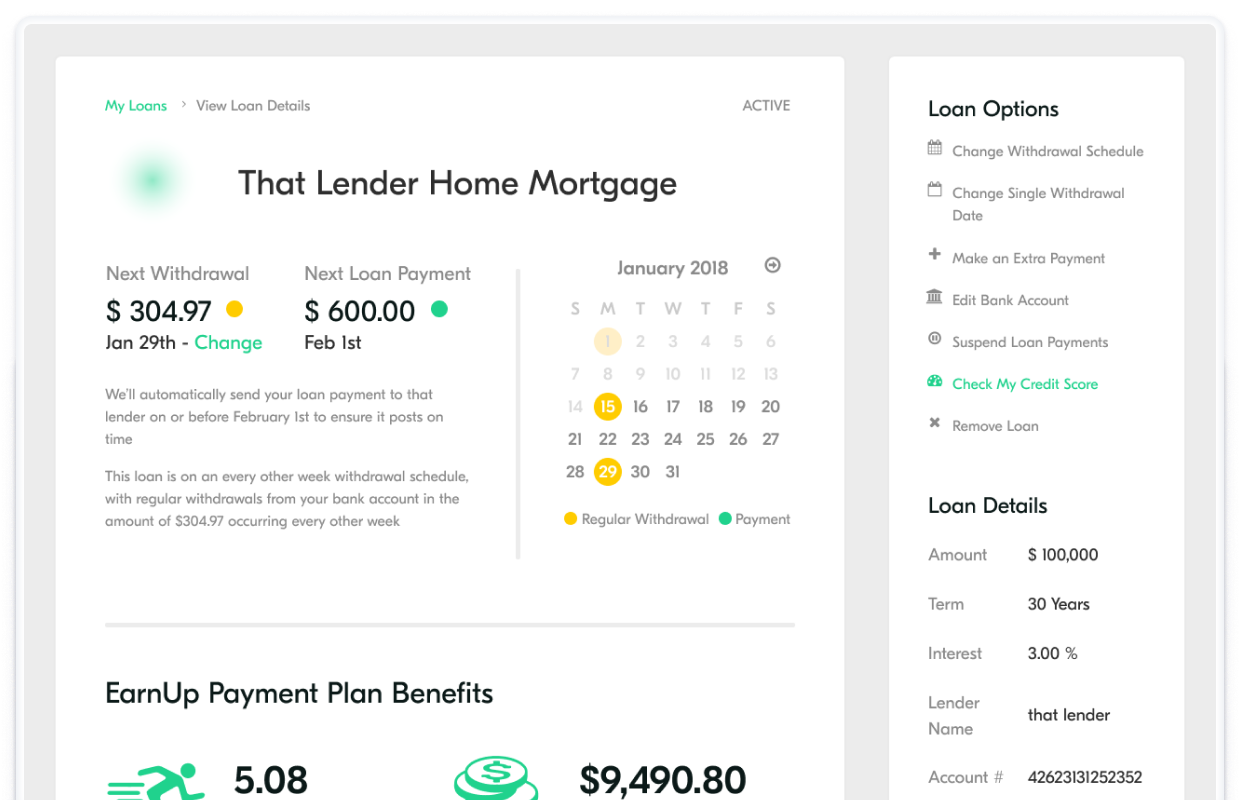 My Loans › View Loan Details
ACTIVE
That Lender Home Mortgage
Next Withdrawal
$ 304.97
Jan 29th - Change
Next Loan Payment
$ 600.00
Feb 1st
We'll automatically send your loan payment to that
lender on or before February 1st to ensure it posts on
time
This loan is on an every other week withdrawal schedule,
with regular withdrawals from your bank account in the
amount of $304.97 occurring every other week
January 2018
S M T W T F S
1 2 3 4 5 6
7 8 9 10 11 12 13
14 15 16 17 18 19 20
21 22 23 24 25 26 27
28 29 30 31
Regular Withdrawal Payment
EarnUp Payment Plan Benefits
5.08
$
$9,490.80
Loan Options
Change Withdrawal Schedule
Change Single Withdrawal
Date
Make an Extra Payment
Edit Bank Account
Suspend Loan Payments
Check My Credit Score
Remove Loan
Loan Details
Amount $ 100,000
Term 30 Years
Interest 3.00 %
Lender
Name
that lender
Account # 42623131252352